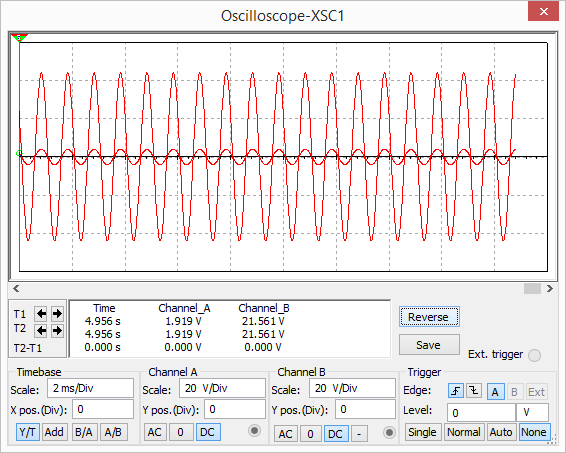 Oscilloscope-XSC1
T1
T2
T2-T1
Time Channel_A Channel_B
4.956 s 1.919 V 21.561 V
4.956 s 1.919 V 21.561 V
0.000 s 0.000 V 0.000 V
Reverse
Save
Ext. trigger
Timebase
Scale: 2 ms/Div
X pos.(Div): 0
Y/T Add B/A A/B
Channel A
Scale: 20 V/Div
Y pos.(Div): 0
AC 0 DC
Channel B
Scale: 20 V/Div
Y pos.(Div): 0
AC 0 DC -
Trigger
Edge: A B Ext
Level: 0 V
Single Normal Auto None